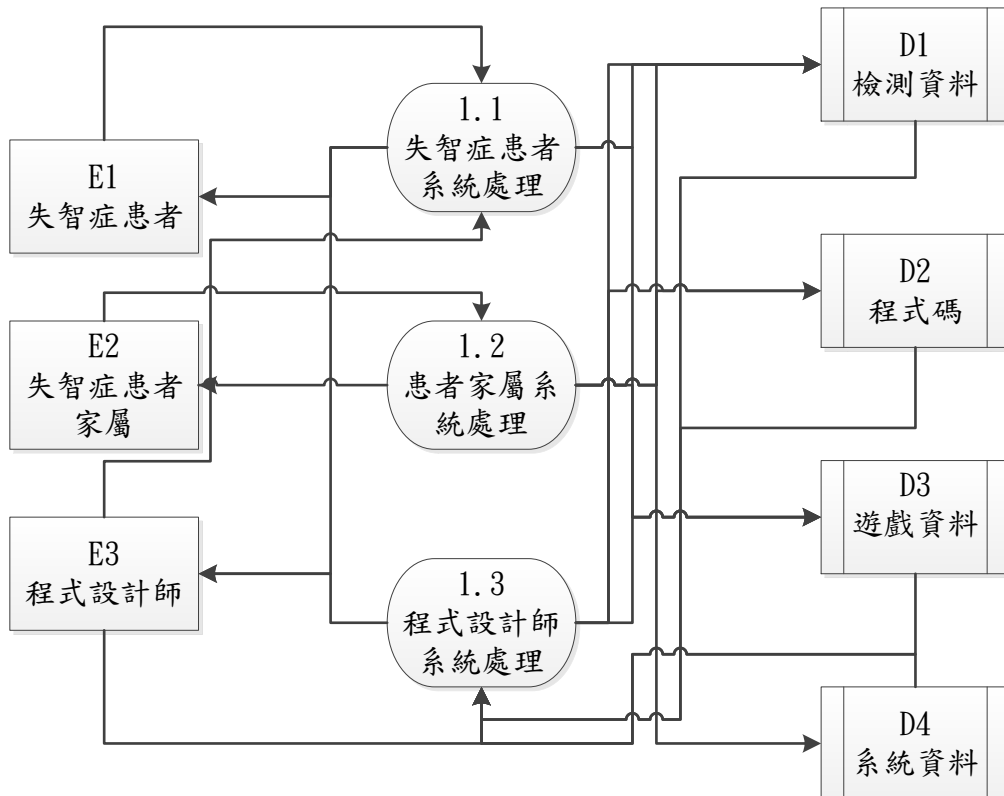 E1
失智症患者
E2
失智症患者
家屬
E3
程式設計師
1.1
失智症患者
系統處理
1.2
患者家屬系
統處理
1.3
程式設計師
系統處理
D1
檢測資料
D2
程式碼
D3
遊戲資料
D4
系統資料